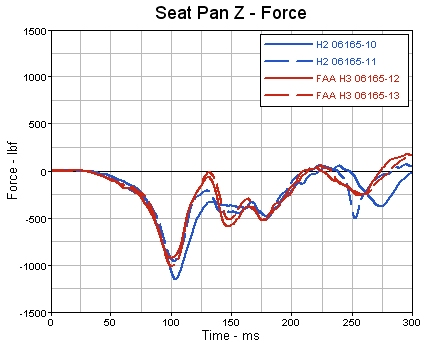 Seat Pan Z - Force
1500
1000
500
0
-500
-1000
-1500
Force - lbf
H2 06165-10
H2 06165-11
FAA H3 06165-12
FAA H3 06165-13
0 50 100 150 200 250 300
Time - ms